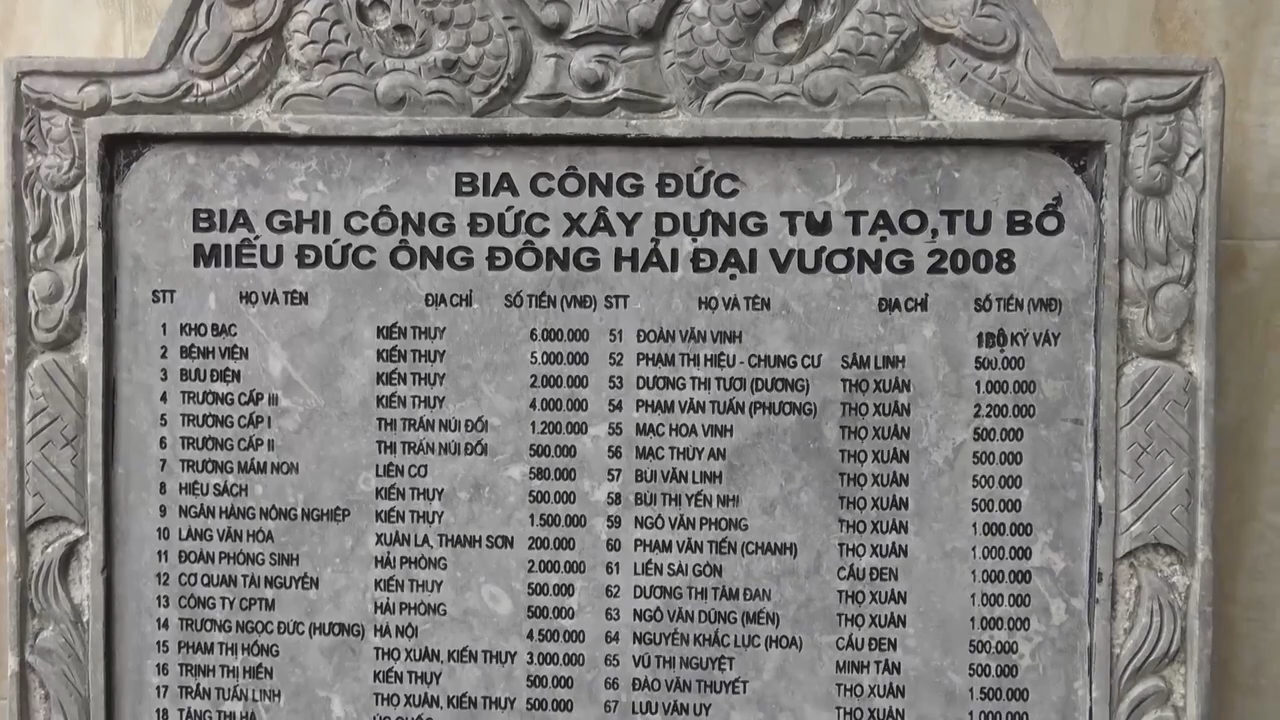 BIA CÔNG ĐỨC
BIA GHI CÔNG ĐỨC XÂY DỰNG TU TẠO,TU BỔ
MIẾU ĐỨC ÔNG ĐÔNG HẢI ĐẠI VƯƠNG 2008
STT HỌ VÀ TÊN ĐỊA CHỈ SỐ TIỀN (VNĐ) STT HỌ VÀ TÊN ĐỊA CHỈ SỐ TIỀN (VNĐ)
1 KHO BẠC KIẾN THỤY 6.000.000 51 ĐOÀN VĂN VINH 1BỘ KỶ VÁY
2 BỆNH VIỆN KIẾN THỤY 5.000.000 52 PHẠM THỊ HIỆU - CHUNG CƯ SÂM LINH 500.000
3 BƯU ĐIỆN KIẾN THỤY 2.000.000 53 DƯƠNG THỊ TƯƠI (DƯƠNG) THỌ XUÂN 1.000.000
4 TRƯỜNG CẤP III KIẾN THỤY 4.000.000 54 PHẠM VĂN TUẤN (PHƯƠNG) THỌ XUÂN 2.200.000
5 TRƯỜNG CẤP I THỊ TRẤN NÚI ĐỐI 1.200.000 55 MẠC HOA VINH THỌ XUÂN 500.000
6 TRƯỜNG CẤP II THỊ TRẤN NÚI ĐỐI 500.000 56 MẠC THÙY AN THỌ XUÂN 500.000
7 TRƯỜNG MẦM NON LIÊN CƠ 580.000 57 BÙI VĂN LINH THỌ XUÂN 500.000
8 HIỆU SÁCH KIẾN THỤY 500.000 58 BÙI THỊ YẾN NHI THỌ XUÂN 500.000
9 NGÂN HÀNG NÔNG NGHIỆP KIẾN THỤY 1.500.000 59 NGÔ VĂN PHONG THỌ XUÂN 1.000.000
10 LÀNG VĂN HÓA XUÂN LA, THANH SƠN 200.000 60 PHẠM VĂN TIẾN (CHANH) THỌ XUÂN 1.000.000
11 ĐOÀN PHÓNG SINH HẢI PHÒNG 2.000.000 61 LIÊN SÀI GÒN CẦU ĐEN 1.000.000
12 CƠ QUAN TÀI NGUYÊN KIẾN THỤY 500.000 62 DƯƠNG THỊ TÂM ĐAN THỌ XUÂN 1.000.000
13 CÔNG TY CPTM HẢI PHÒNG 500.000 63 NGÔ VĂN DŨNG (MẾN) THỌ XUÂN 1.000.000
14 TRƯƠNG NGỌC ĐỨC (HƯƠNG) HÀ NỘI 4.500.000 64 NGUYỄN KHẮC LỤC (HOA) CẦU ĐEN 500.000
15 PHẠM THỊ HỒNG THỌ XUÂN, KIẾN THỤY 3.000.000 65 VŨ THỊ NGUYỆT MINH TÂN 500.000
16 TRỊNH THỊ HIỀN KIẾN THỤY 500.000 66 ĐÀO VĂN THUYẾT THỌ XUÂN 1.500.000
17 TRẦN TUẤN LINH THỌ XUÂN, KIẾN THỤY 500.000 67 LƯU VĂN UY THỌ XUÂN 1.000.000
18 TĂNG THỊ HÀ